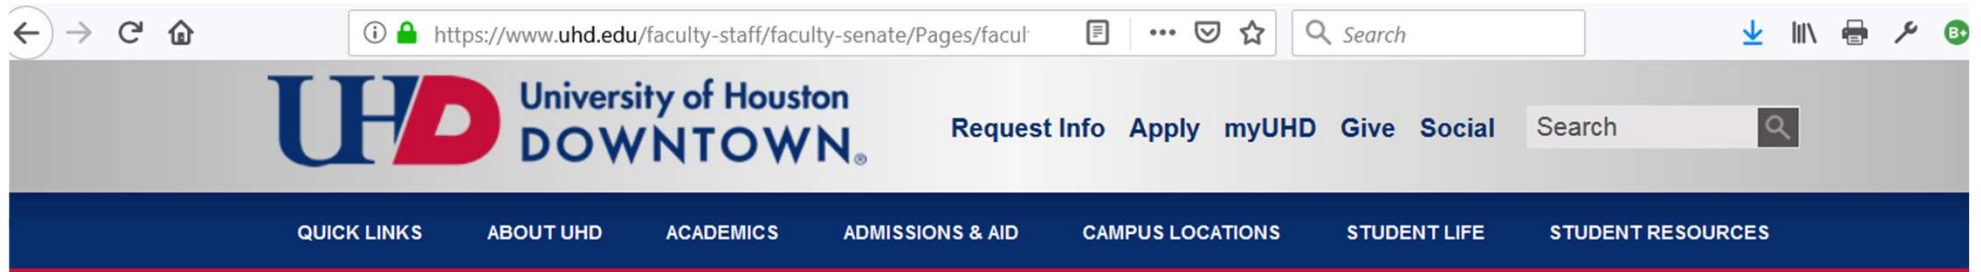 https://www.uhd.edu/faculty-staff/faculty-senate/Pages/facul
Search
B+
UHD University of Houston
DOWNTOWN®
Request Info Apply myUHD Give Social Search
QUICK LINKS ABOUT UHD ACADEMICS ADMISSIONS & AID CAMPUS LOCATIONS STUDENT LIFE STUDENT RESOURCES